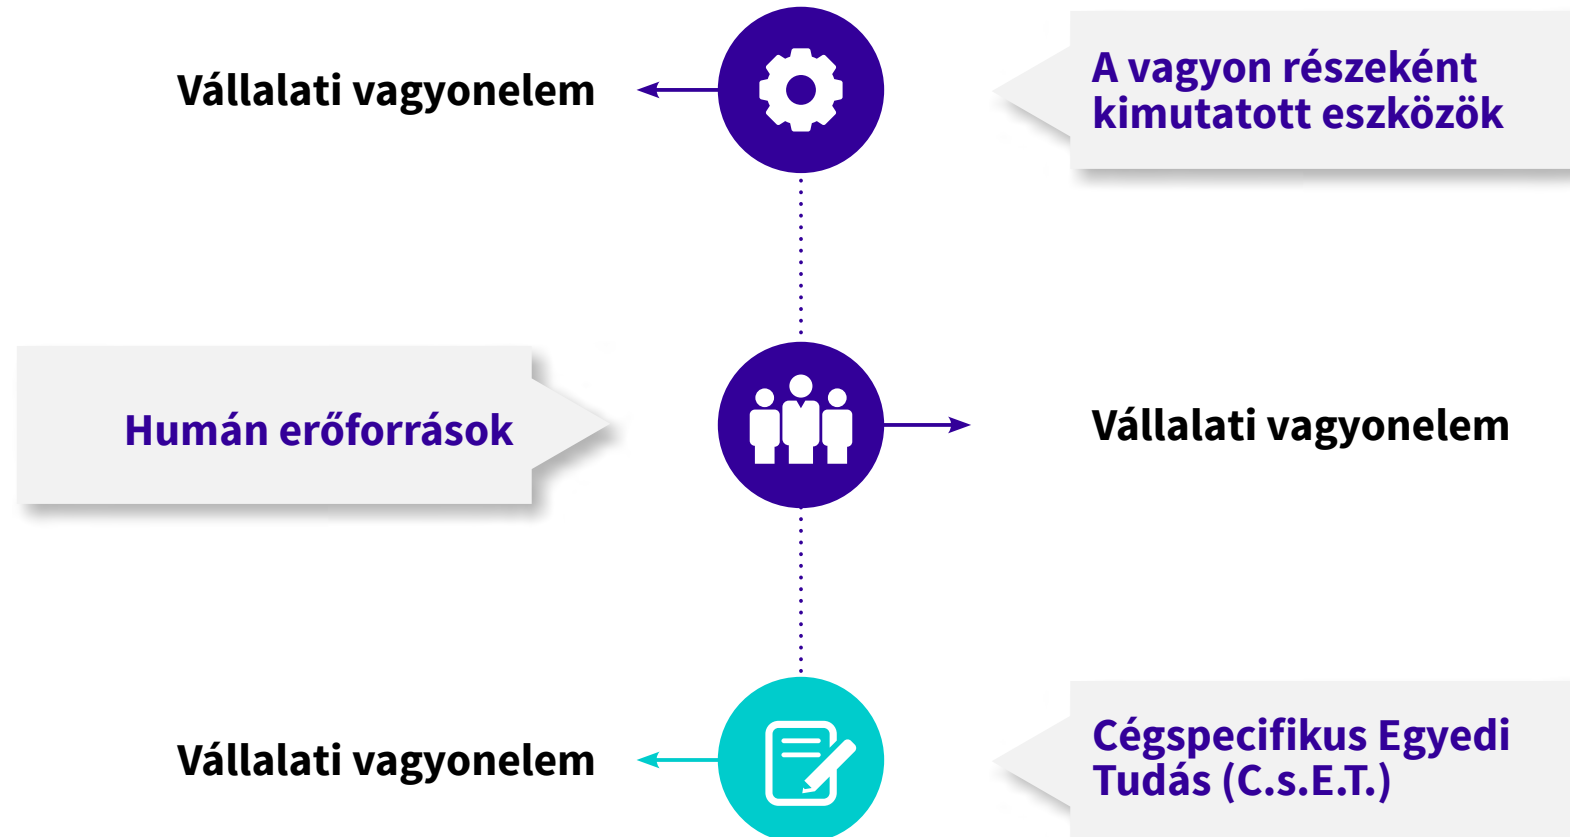 Vállalati vagyonelem
A vagyon részeként
kimutatott eszközök
Humán erőforrások
Vállalati vagyonelem
Vállalati vagyonelem
Cégspecifikus Egyedi
Tudás (C.s.E.T.)